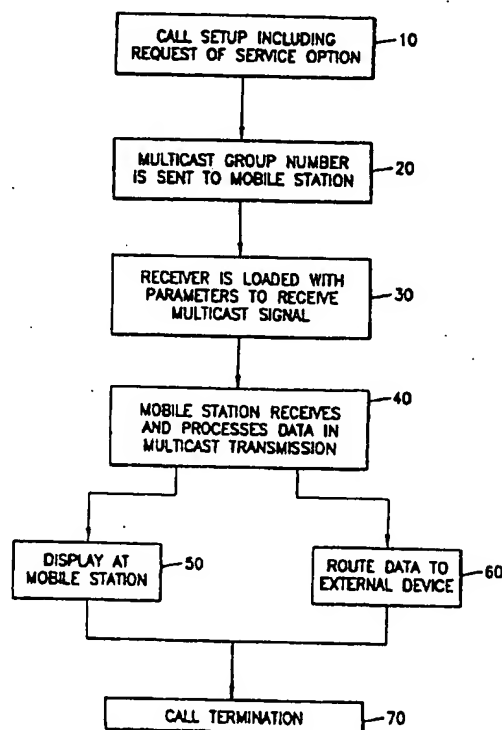 CALL SETUP INCLUDING
REQUEST OF SERVICE OPTION
10
MULTICAST GROUP NUMBER
IS SENT TO MOBILE STATION
20
RECEIVER IS LOADED WITH
PARAMETERS TO RECEIVE
MULTICAST SIGNAL
30
MOBILE STATION RECEIVES
AND PROCESSES DATA IN
MULTICAST TRANSMISSION
40
DISPLAY AT
MOBILE STATION
50
ROUTE DATA TO
EXTERNAL DEVICE
60
CALL TERMINATION
70